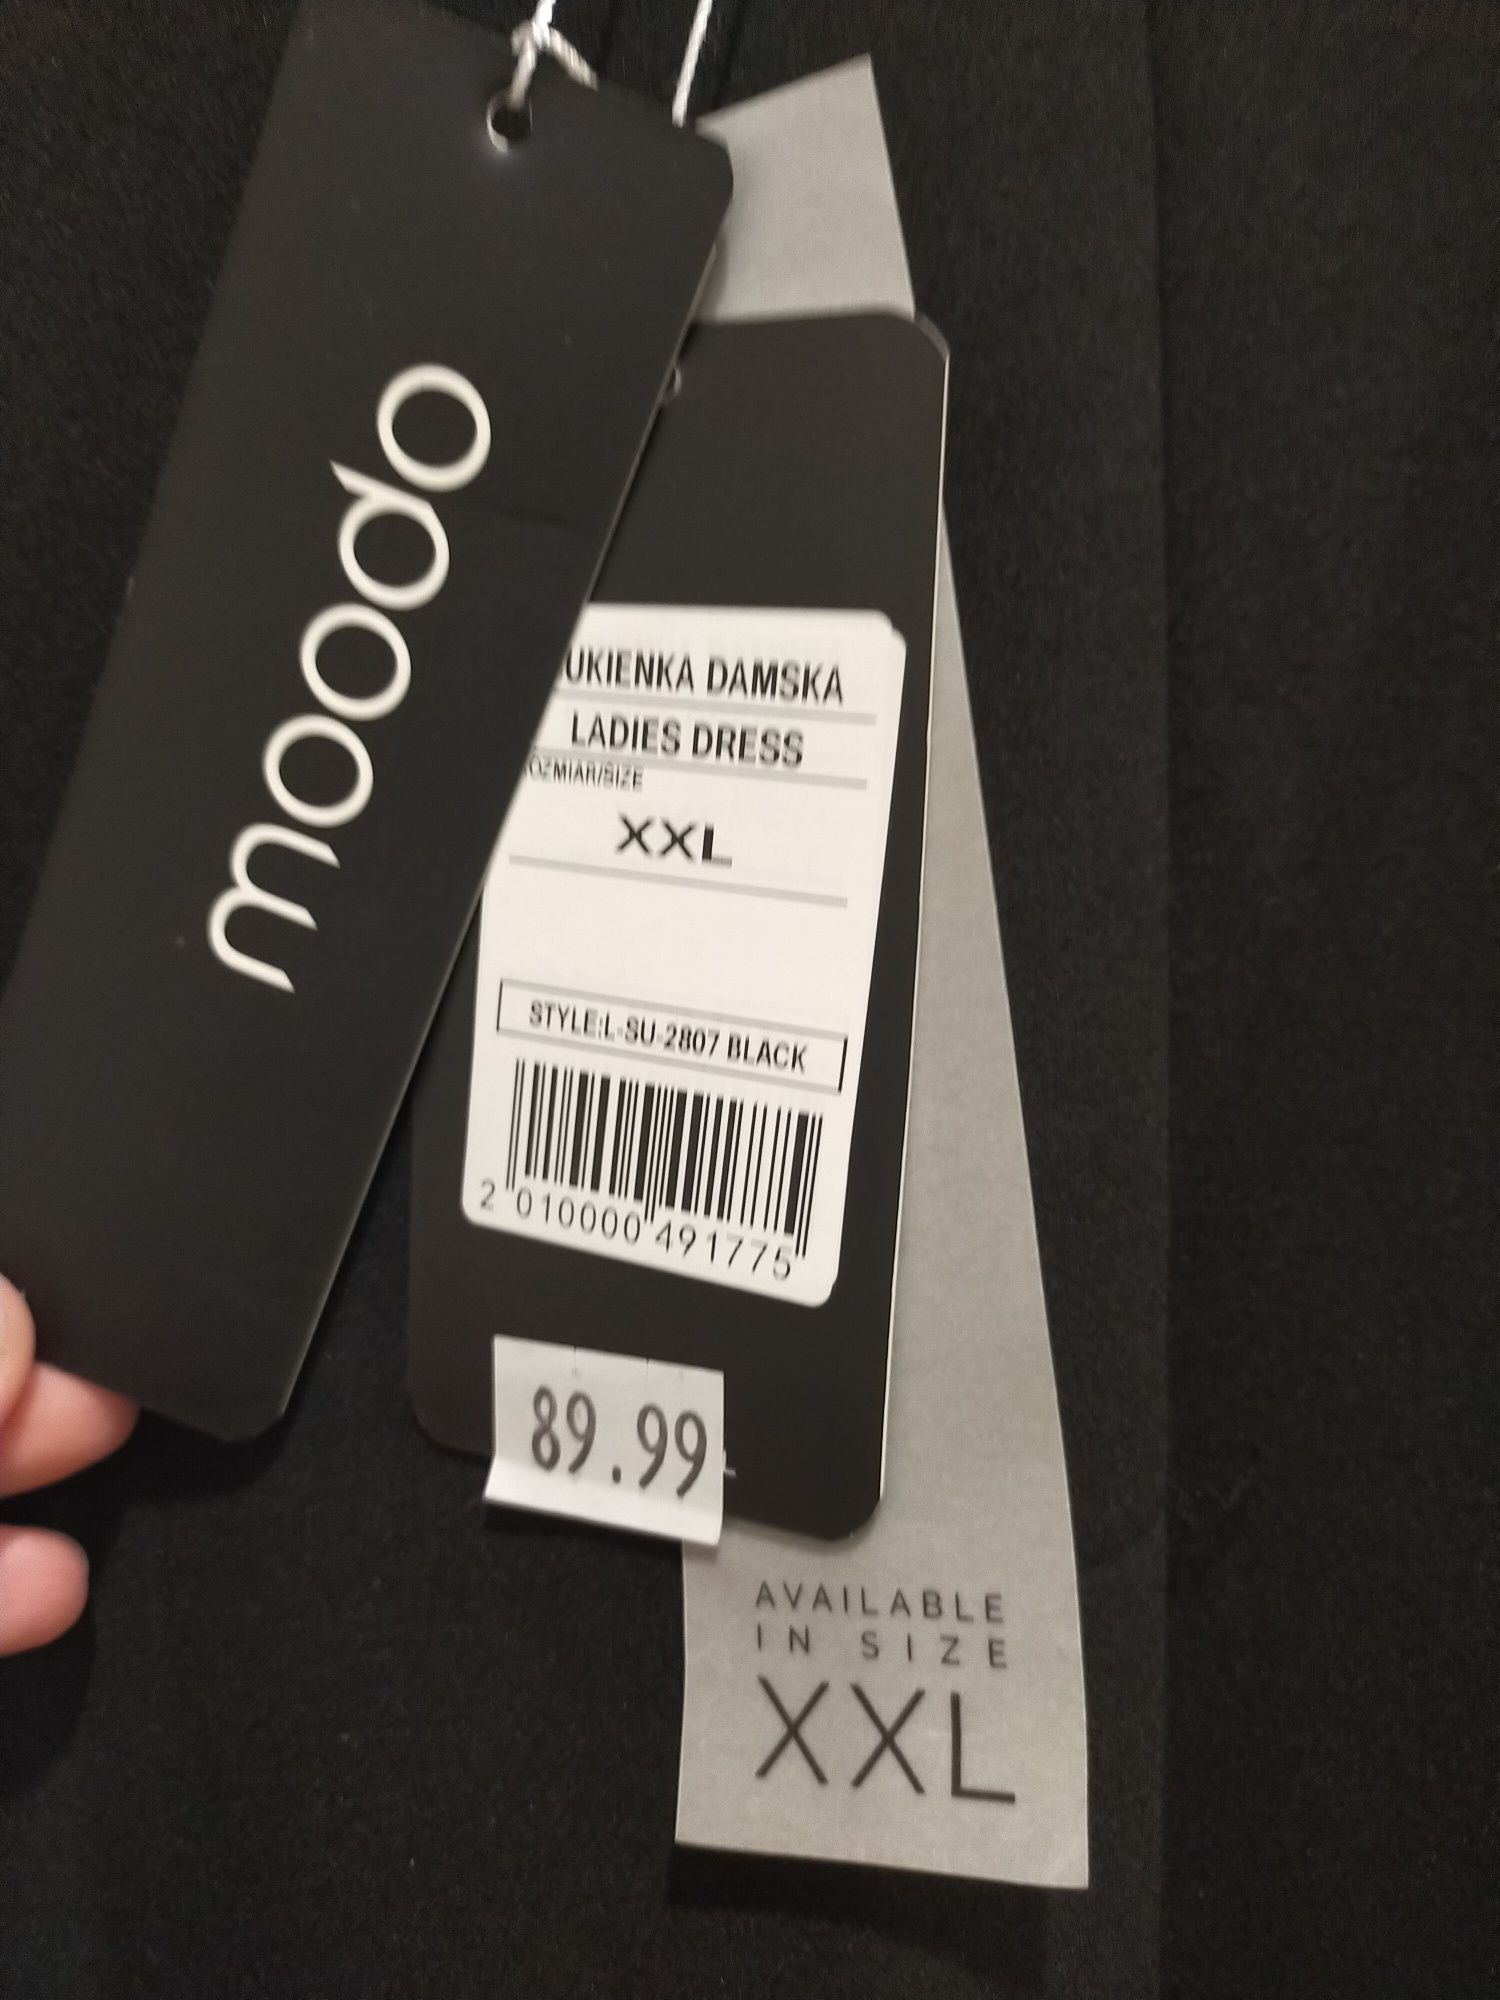 moodo
UKIENKA DAMSKA
LADIES DRESS
OZMIAR/SIZE
XXL
STYLE:L-SU-2807 BLACK
2 010000 491775
89.99
AVAILABLE
IN SIZE
XXL